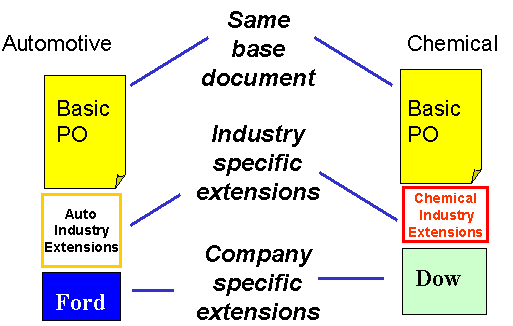 Automotive
Same
base
document
Chemical
Basic
PO
Basic
PO
Industry
specific
extensions
Auto
Industry
Extensions
Chemical
Industry
Extensions
Company
specific
extensions
Ford
Dow